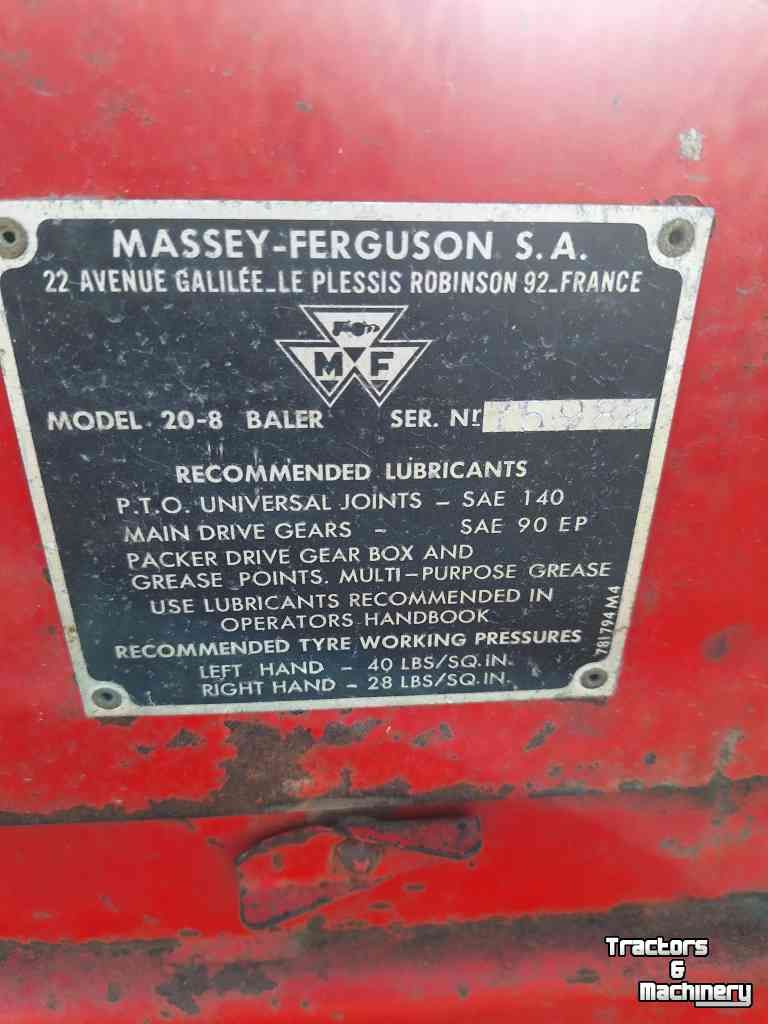 MASSEY-FERGUSON S.A.
22 AVENUE GALILÉE_LE PLESSIS ROBINSON 92_FRANCE
M F
MODEL 20-8 BALER SER. Nr
RECOMMENDED LUBRICANTS
P.T.O. UNIVERSAL JOINTS – SAE 140
MAIN DRIVE GEARS – SAE 90 EP
PACKER DRIVE GEAR BOX AND
GREASE POINTS. MULTI–PURPOSE GREASE
USE LUBRICANTS RECOMMENDED IN
OPERATORS HANDBOOK
RECOMMENDED TYRE WORKING PRESSURES
LEFT HAND – 40 LBS/SQ.IN.
RIGHT HAND – 28 LBS/SQ.IN.
781794 M4
Tractors
&
Machinery